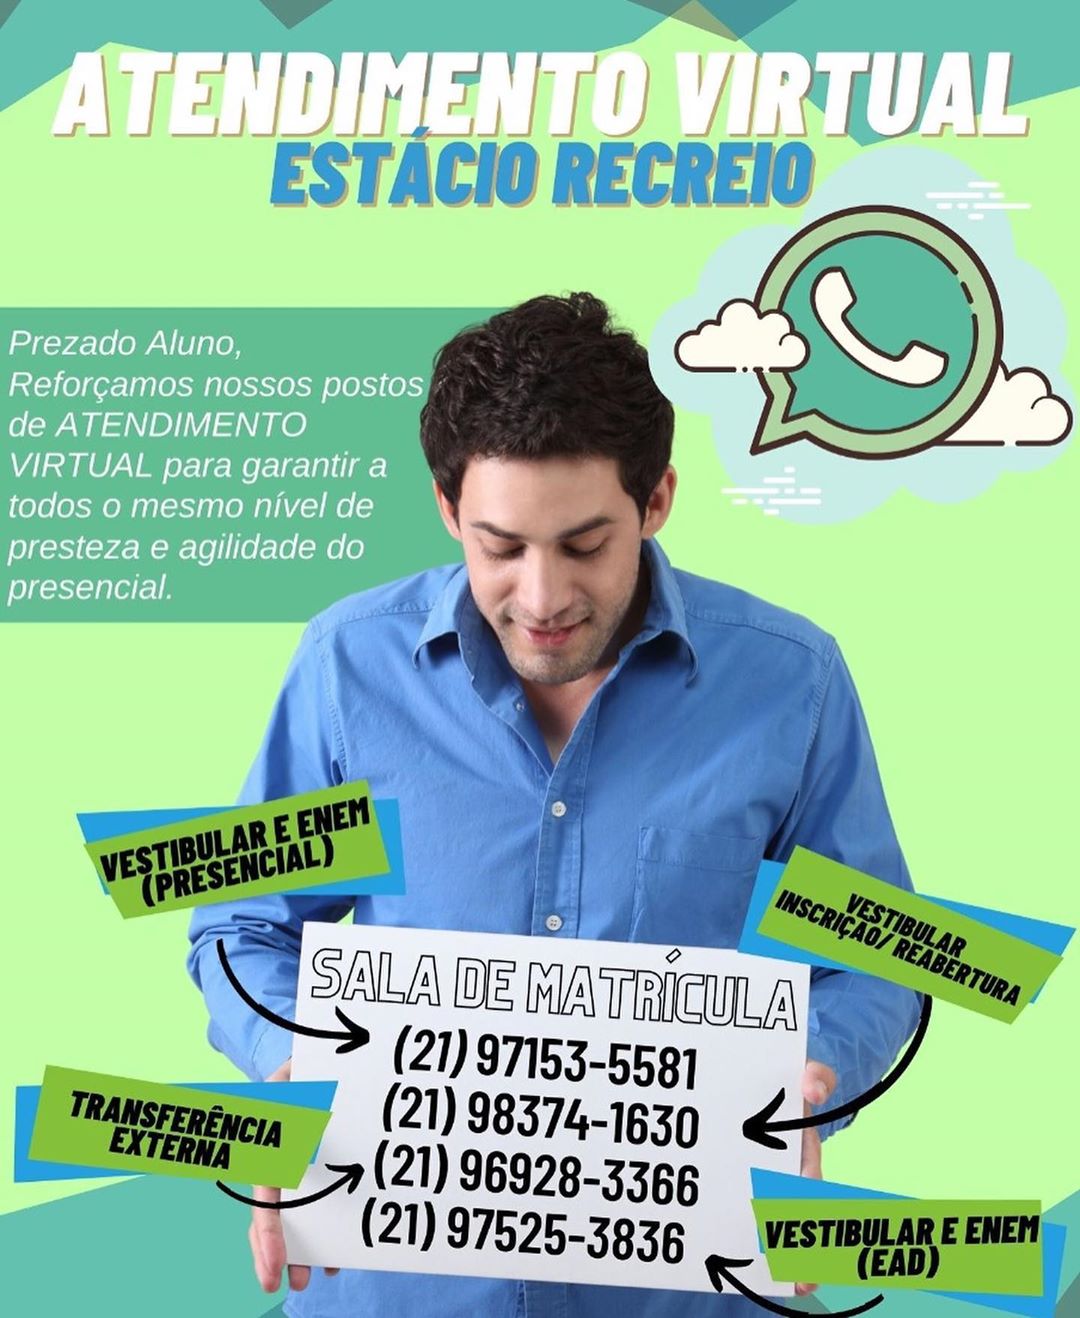 ATENDIMENTO VIRTUAL
ESTÁCIO RECREIO
Prezado Aluno,
Reforçamos nossos postos
de ATENDIMENTO
VIRTUAL para garantir a
todos o mesmo nível de
presteza e agilidade do
presencial.
VESTIBULAR E ENEM
(PRESENCIAL)
VESTIBULAR
INSCRIÇÃO/ REABERTURA
SALA DE MATRÍCULA
(21) 97153-5581
(21) 98374-1630
(21) 96928-3366
(21) 97525-3836
TRANSFERÊNCIA
EXTERNA
VESTIBULAR E ENEM
(EAD)